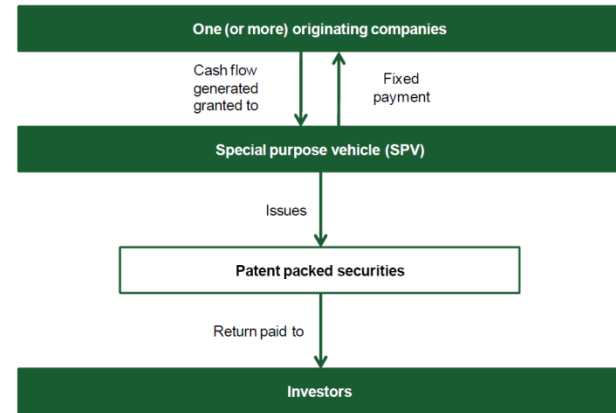 One (or more) originating companies
Cash flow
generated
granted to
Fixed
payment
Special purpose vehicle (SPV)
Issues
Patent packed securities
Return paid to
Investors